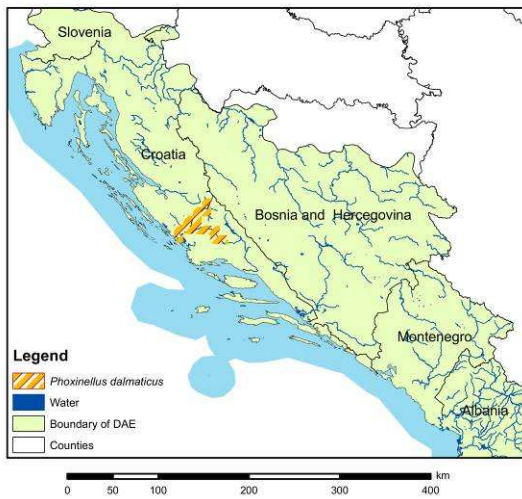 Slovenia
Croatia
Bosnia and Hercegovina
Montenegro
Albania
Legend
Phoxinellus dalmaticus
Water
Boundary of DAE
Counties
km
0 50 100 200 300 400